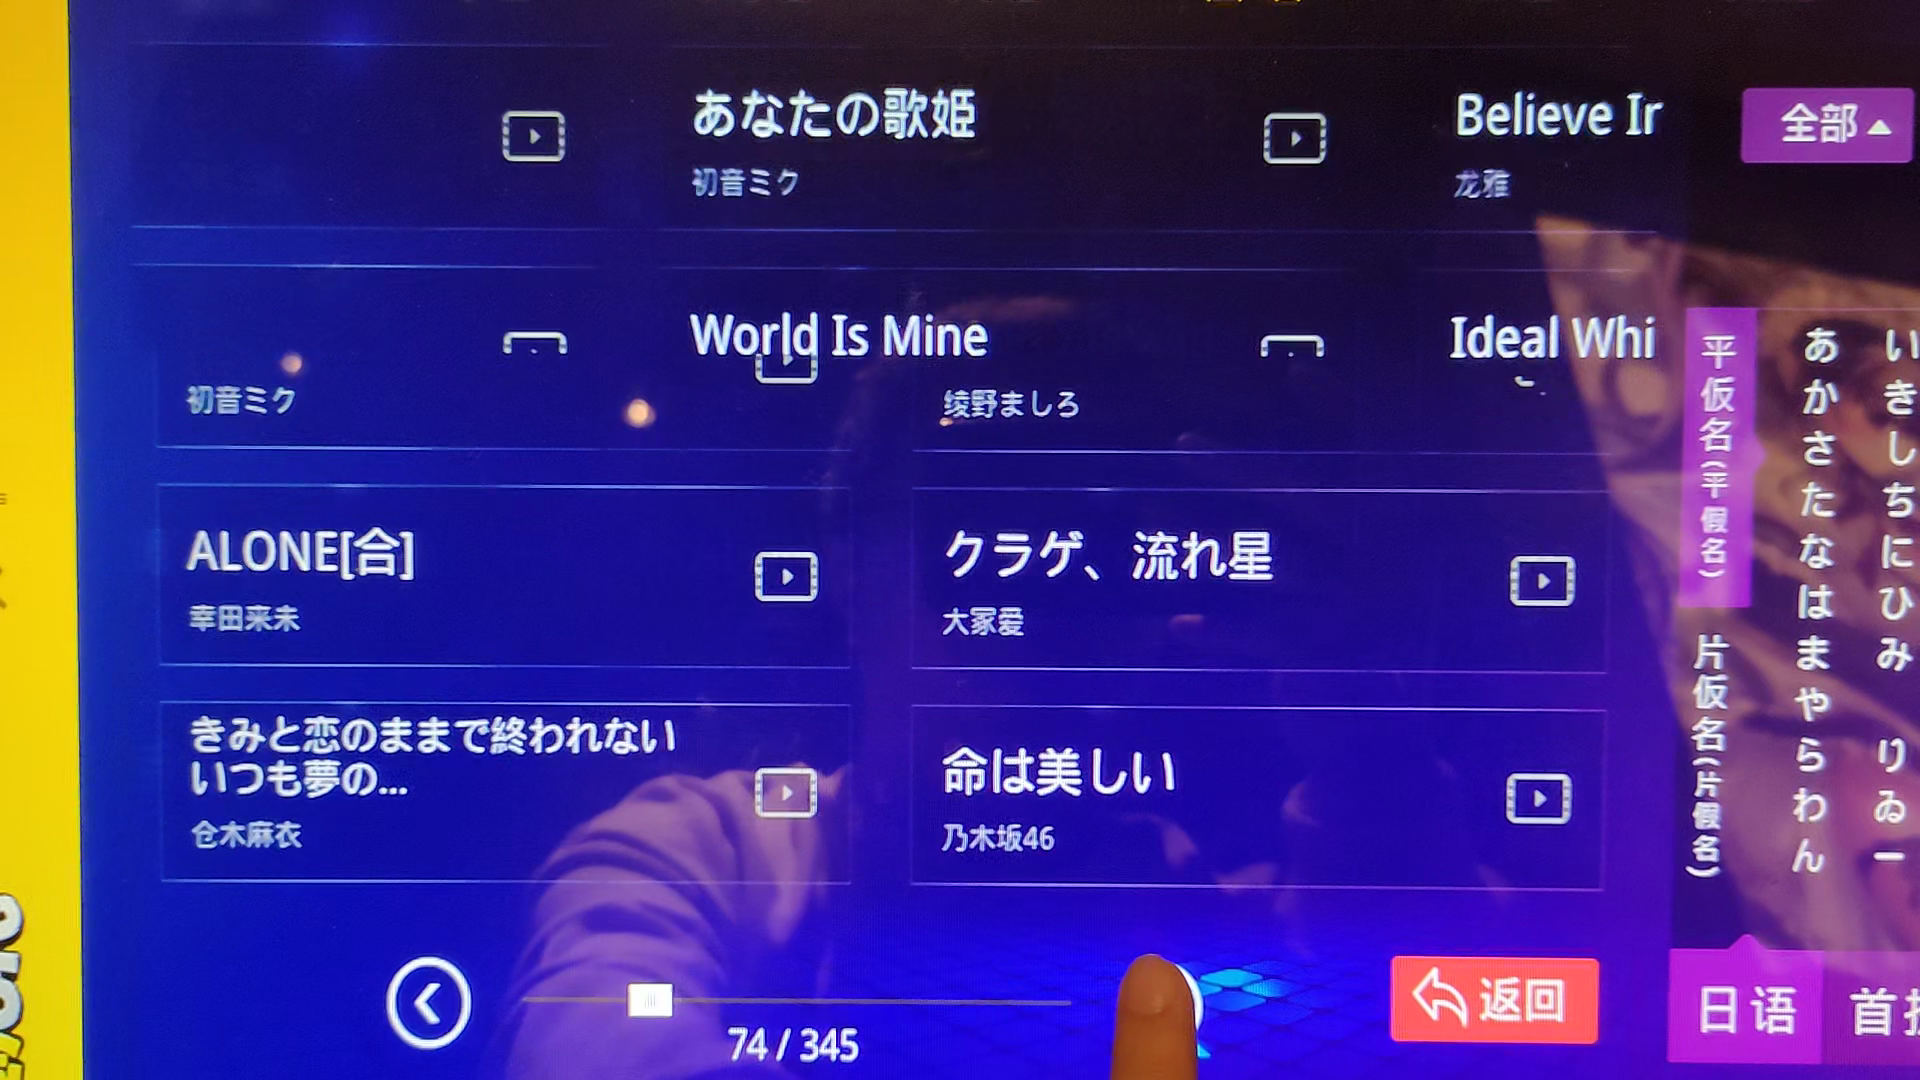 あなたの歌姫
初音ミク
Believe Ir
龙雅
全部
World Is Mine
Ideal Whi
初音ミク
绫野ましろ
ALONE[合]
幸田来未
クラゲ、流れ星
大冢爱
きみと恋のままで終われない
いつも夢の...
仓木麻衣
命は美しい
乃木坂46
平仮名(平假名)
片仮名(片假名)
あかさたなはまやらわん
いきしちにひみ りゐー
74 / 345
返回
日语
首